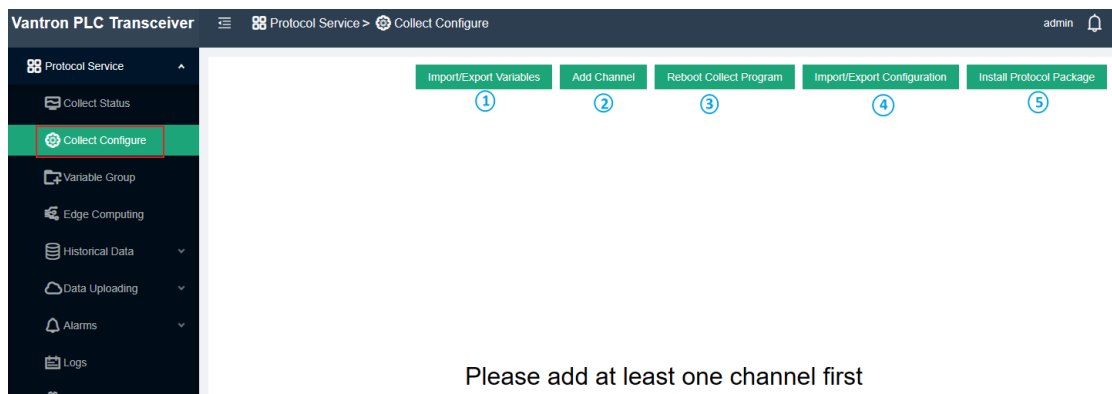 Vantron PLC Transceiver
Protocol Service > Collect Configure
admin
Protocol Service
Collect Status
Collect Configure
Variable Group
Edge Computing
Historical Data
Data Uploading
Alarms
Logs
Import/Export Variables
Add Channel
Reboot Collect Program
Import/Export Configuration
Install Protocol Package
1
2
3
4
5
Please add at least one channel first